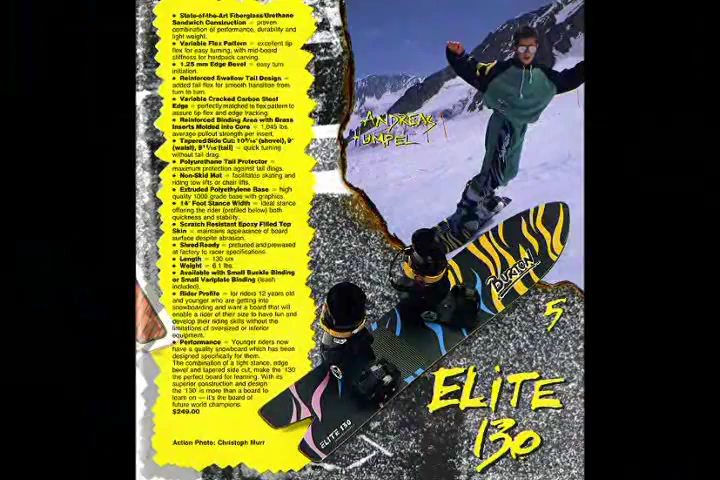 • State-of-the-Art Fiberglass/Urethane
Sandwich Construction = proven
combination of performance, durability and
light weight.
• Variable Flex Pattern = excellent tip
flex for easy turning, with mid-board
stiffness for hardpack carving.
• 1.25 mm Edge Bevel = easy turn
initiation.
• Reinforced Swallow Tail Design =
added tail flex for smooth transition from
turn to turn.
• Variable Cracked Carbon Steel
Edge = perfectly matched to flex pattern to
assure tip flex and edge tracking.
• Reinforced Binding Area with Brass
Inserts Molded into Core = 1,045 lbs.
average pullout strength per insert.
• Tapered Side Cut: (shovel), 9"
(waist), (tail) = quick turning
without tail drag.
• Polyurethane Tail Protector =
maximum protection against tail dings.
• Non-Skid Mat = facilitates skating and
riding tow lifts or chair lifts.
• Extruded Polyethylene Base = high
quality 1000 grade base with graphics.
• 14" Foot Stance Width = ideal stance
offering the rider (profiled below) both
quickness and stability.
• Scratch Resistant Epoxy Filled Top
Skin = maintains appearance of board
surface despite abrasion.
• Shred Ready = pretuned and prewaxed
at factory to racer specifications.
• Length = 130 cm
• Weight = 6.1 lbs.
• Available with Small Buckle Binding
or Small Variplate Binding (leash
included).
• Rider Profile = for riders 12 years old
and younger who are getting into
snowboarding and want a board that will
enable a rider of their size to have fun and
develop their riding skills without the
limitations of oversized or inferior
equipment.
• Performance = Younger riders now
have a quality snowboard which has been
designed specifically for them.
The combination of a light stance, edge
bevel and tapered side cut, make the '130
the perfect board for learning. With its
superior construction and design
the '130 is more than a board to
learn on — it's the board of
future world champions.
$249.00
Action Photo: Christoph Murr
ANDREAS
HUMPEL
BURTON
5
ELITE 130
ELITE
130